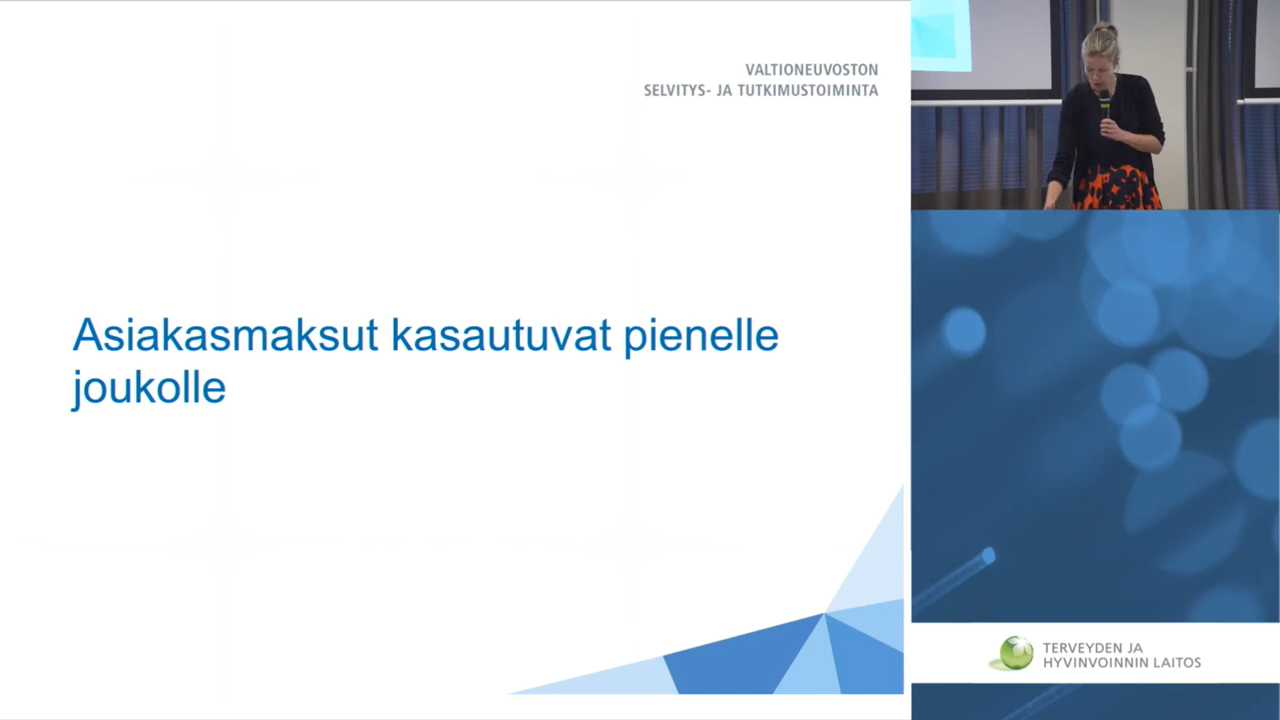 VALTIONEUVOSTON
SELVITYS- JA TUTKIMUSTOIMINTA
Asiakasmaksut kasautuvat pienelle
joukolle
TERVEYDEN JA
HYVINVOINNIN LAITOS